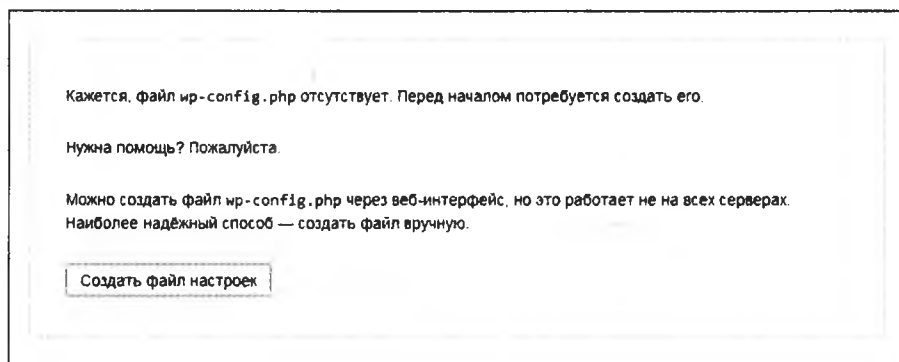 Кажется, файл wp-config.php отсутствует. Перед началом потребуется создать его.
Нужна помощь? Пожалуйста.
Можно создать файл wp-config.php через веб-интерфейс, но это работает не на всех серверах.
Наиболее надёжный способ — создать файл вручную.
Создать файл настроек